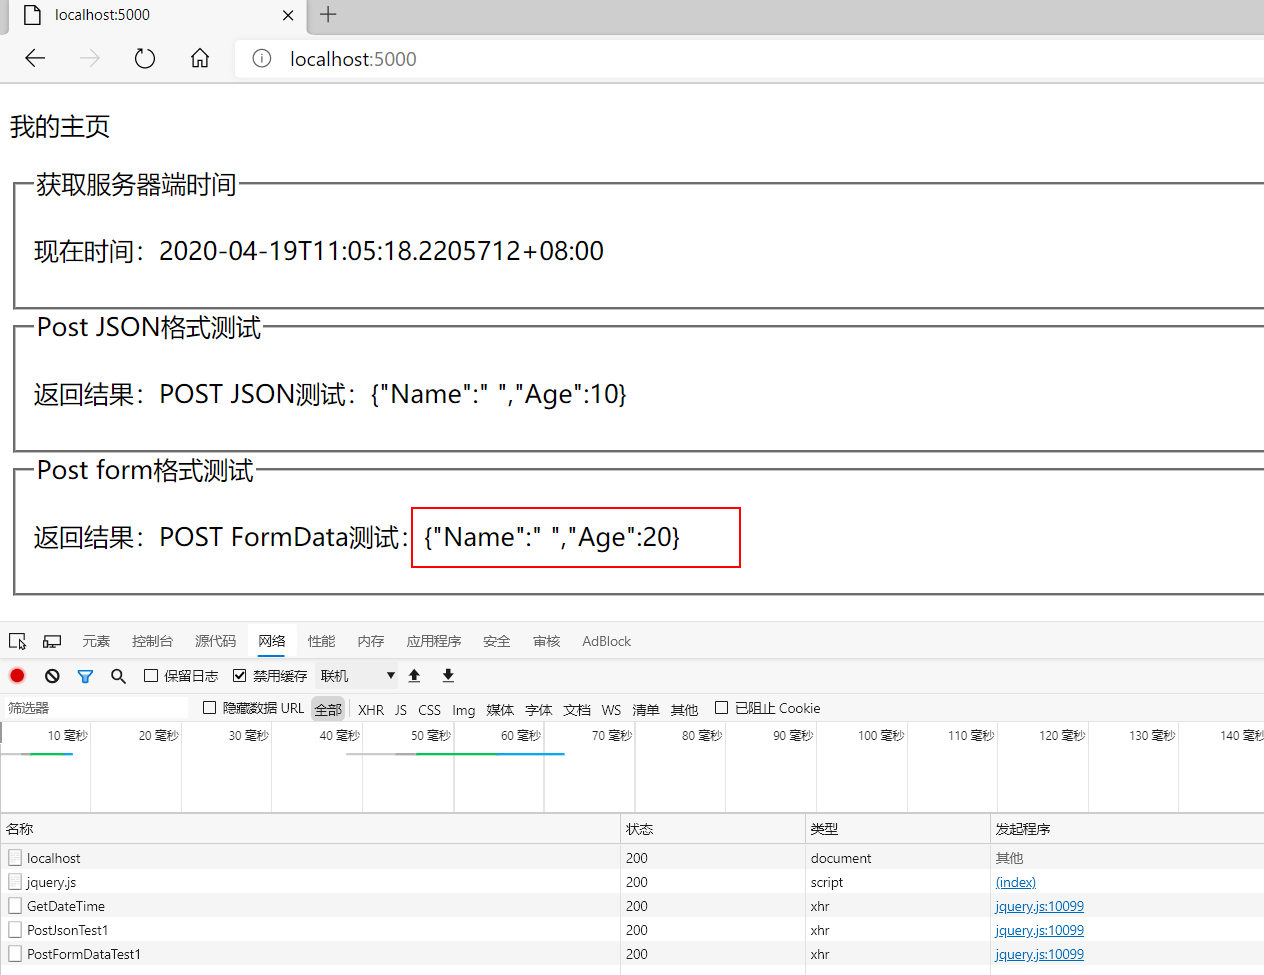 localhost:5000
localhost:5000
我的主页
获取服务器端时间
现在时间：2020-04-19T11:05:18.2205712+08:00
Post JSON格式测试
返回结果：POST JSON测试：{"Name":" ","Age":10}
Post form格式测试
返回结果：POST FormData测试：{"Name":" ","Age":20}
元素 控制台 源代码 网络 性能 内存 应用程序 安全 审核 AdBlock
保留日志 禁用缓存 联机
筛选器 隐藏数据 URL 全部 XHR JS CSS Img 媒体 字体 文档 WS 清单 其他 已阻止 Cookie
10 毫秒 20 毫秒 30 毫秒 40 毫秒 50 毫秒 60 毫秒 70 毫秒 80 毫秒 90 毫秒 100 毫秒 110 毫秒 120 毫秒 130 毫秒 140 毫秒
名称 状态 类型 发起程序
localhost 200 document 其他
jquery.js 200 script (index)
GetDateTime 200 xhr jquery.js:10099
PostJsonTest1 200 xhr jquery.js:10099
PostFormDataTest1 200 xhr jquery.js:10099